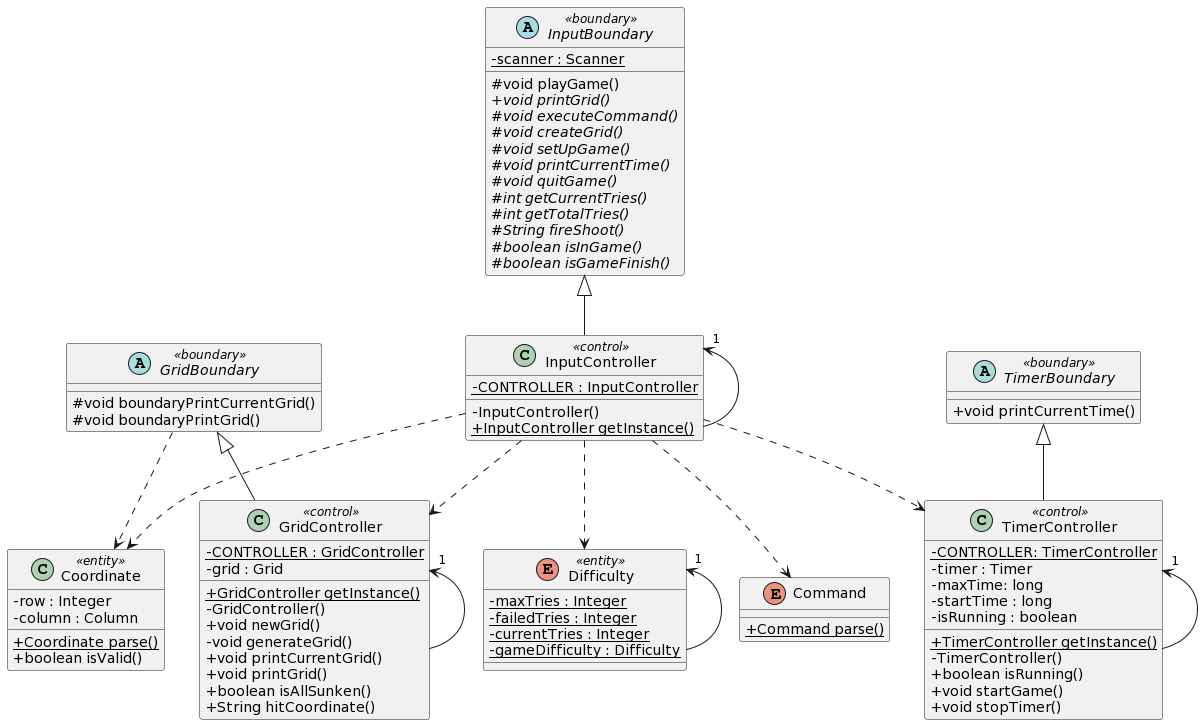 A
«boundary»
InputBoundary
-scanner : Scanner
#void playGame()
+void printGrid()
#void executeCommand()
#void createGrid()
#void setUpGame()
#void printCurrentTime()
#void quitGame()
#int getCurrentTries()
#int getTotalTries()
#String fireShoot()
#boolean isInGame()
#boolean isGameFinish()
A
«boundary»
GridBoundary
#void boundaryPrintCurrentGrid()
#void boundaryPrintGrid()
C
«control»
InputController
-CONTROLLER : InputController
-InputController()
+InputController getInstance()
1
A
«boundary»
TimerBoundary
+void printCurrentTime()
C
«entity»
Coordinate
-row : Integer
-column : Column
+Coordinate parse()
+boolean isValid()
C
«control»
GridController
-CONTROLLER : GridController
-grid : Grid
+GridController getInstance()
-GridController()
+void newGrid()
-void generateGrid()
+void printCurrentGrid()
+void printGrid()
+boolean isAllSunken()
+String hitCoordinate()
1
E
«entity»
Difficulty
-maxTries : Integer
-failedTries : Integer
-currentTries : Integer
-gameDifficulty : Difficulty
1
E
Command
+Command parse()
C
«control»
TimerController
-CONTROLLER: TimerController
-timer : Timer
-maxTime: long
-startTime : long
-isRunning : boolean
+TimerController getInstance()
-TimerController()
+boolean isRunning()
+void startGame()
+void stopTimer()
1